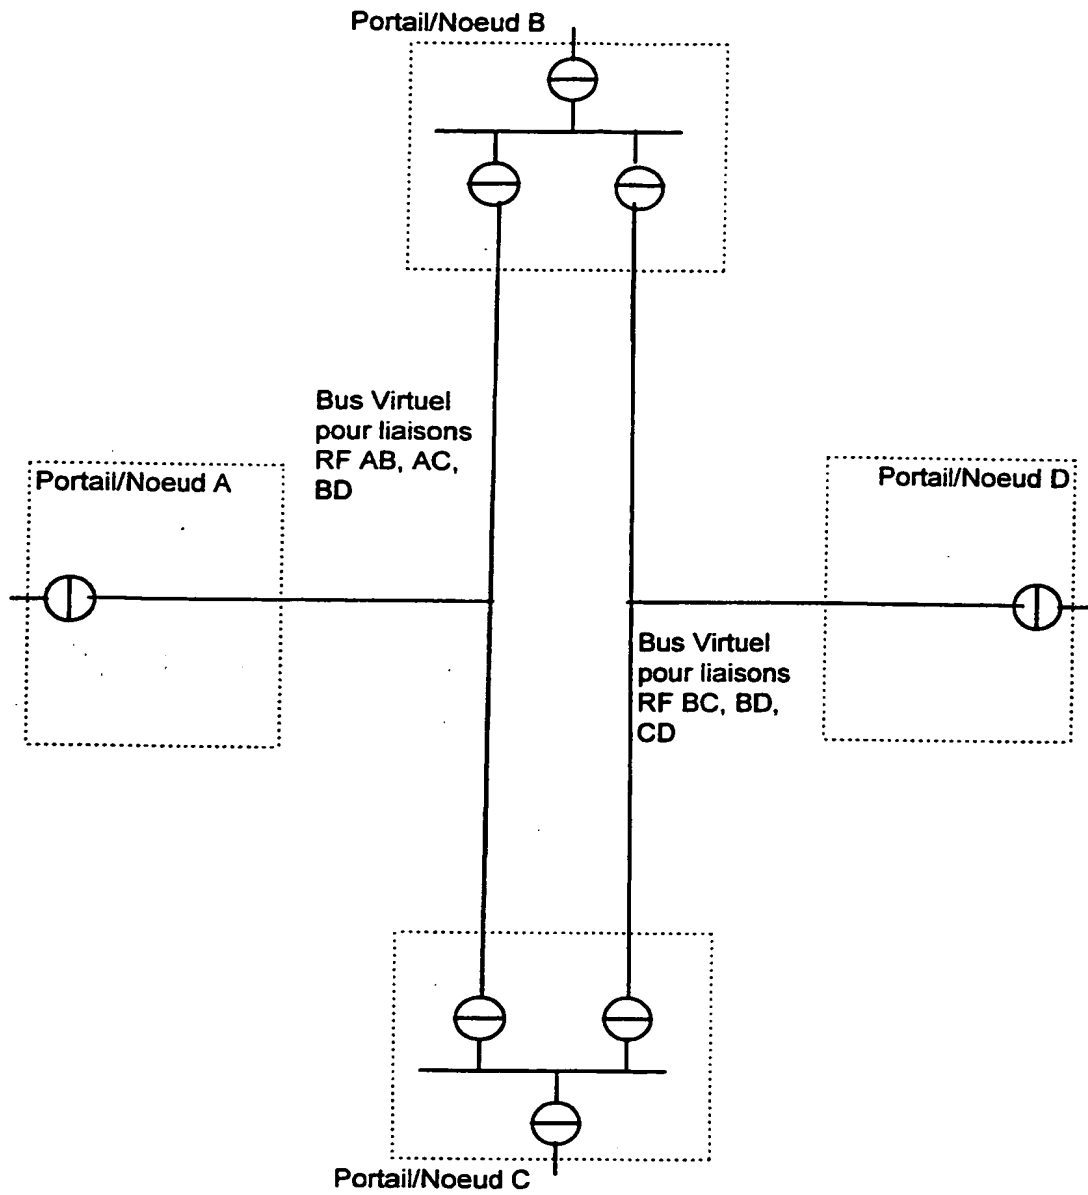 Portail/Noeud B
Bus Virtuel
pour liaisons
RF AB, AC,
BD
Portail/Noeud A
Portail/Noeud D
Bus Virtuel
pour liaisons
RF BC, BD,
CD
Portail/Noeud C